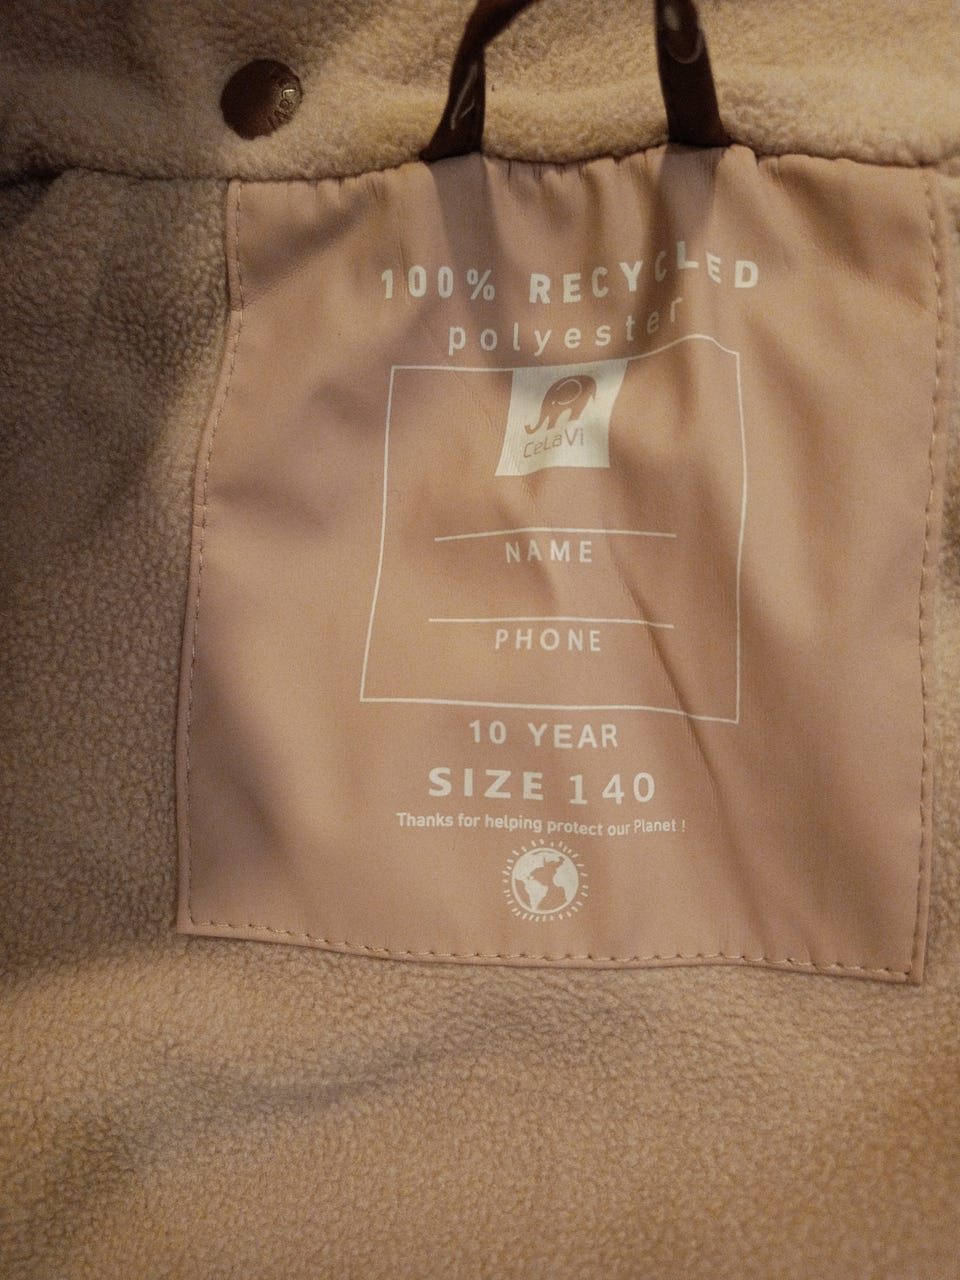 100% RECYCLED
polyester
CeLaVi
NAME
PHONE
10 YEAR
SIZE 140
Thanks for helping protect our Planet !